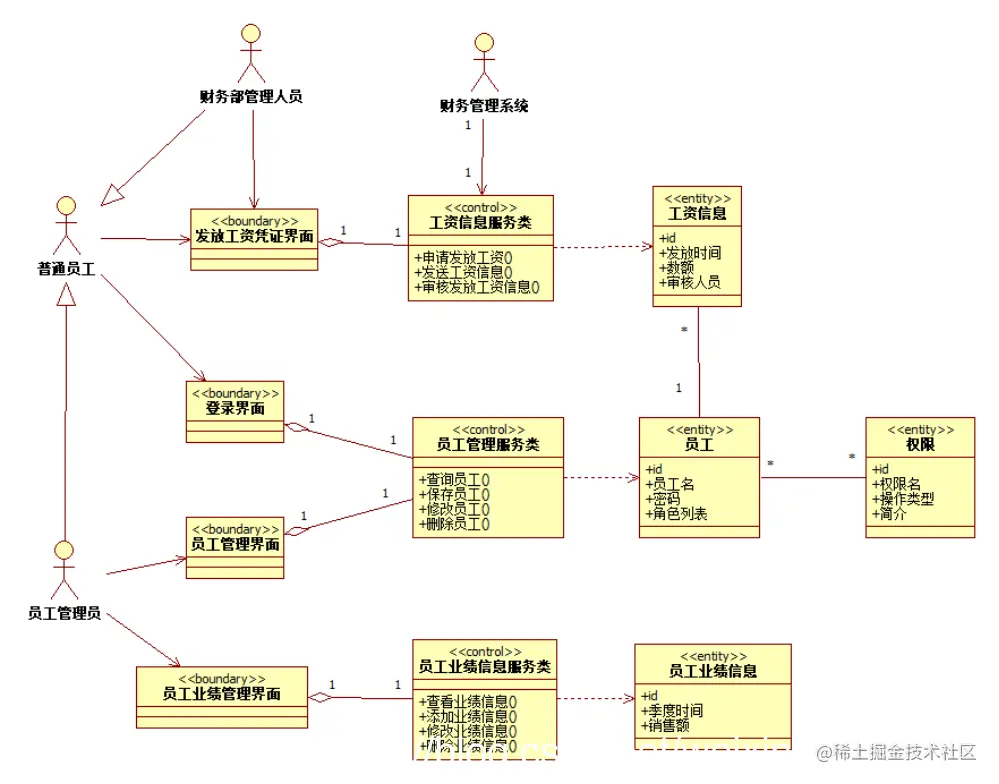 财务部管理人员
财务管理系统
1
1
普通员工
<<boundary>>
发放工资凭证界面
1
1
<<control>>
工资信息服务类
+申请发放工资()
+发送工资信息()
+审核发放工资信息()
<<entity>>
工资信息
+id
+发放时间
+数额
+审核人员
*
1
<<boundary>>
登录界面
1
1
<<control>>
员工管理服务类
+查询员工()
+保存员工()
+修改员工()
+删除员工()
<<entity>>
员工
+id
+员工名
+密码
+角色列表
*
*
<<entity>>
权限
+id
+权限名
+操作类型
+简介
<<boundary>>
员工管理界面
1
1
员工管理员
<<boundary>>
员工业绩管理界面
1
1
<<control>>
员工业绩信息服务类
+查看业绩信息()
+添加业绩信息()
+修改业绩信息()
+删除业绩信息()
<<entity>>
员工业绩信息
+id
+季度时间
+销售额
@稀土掘金技术社区